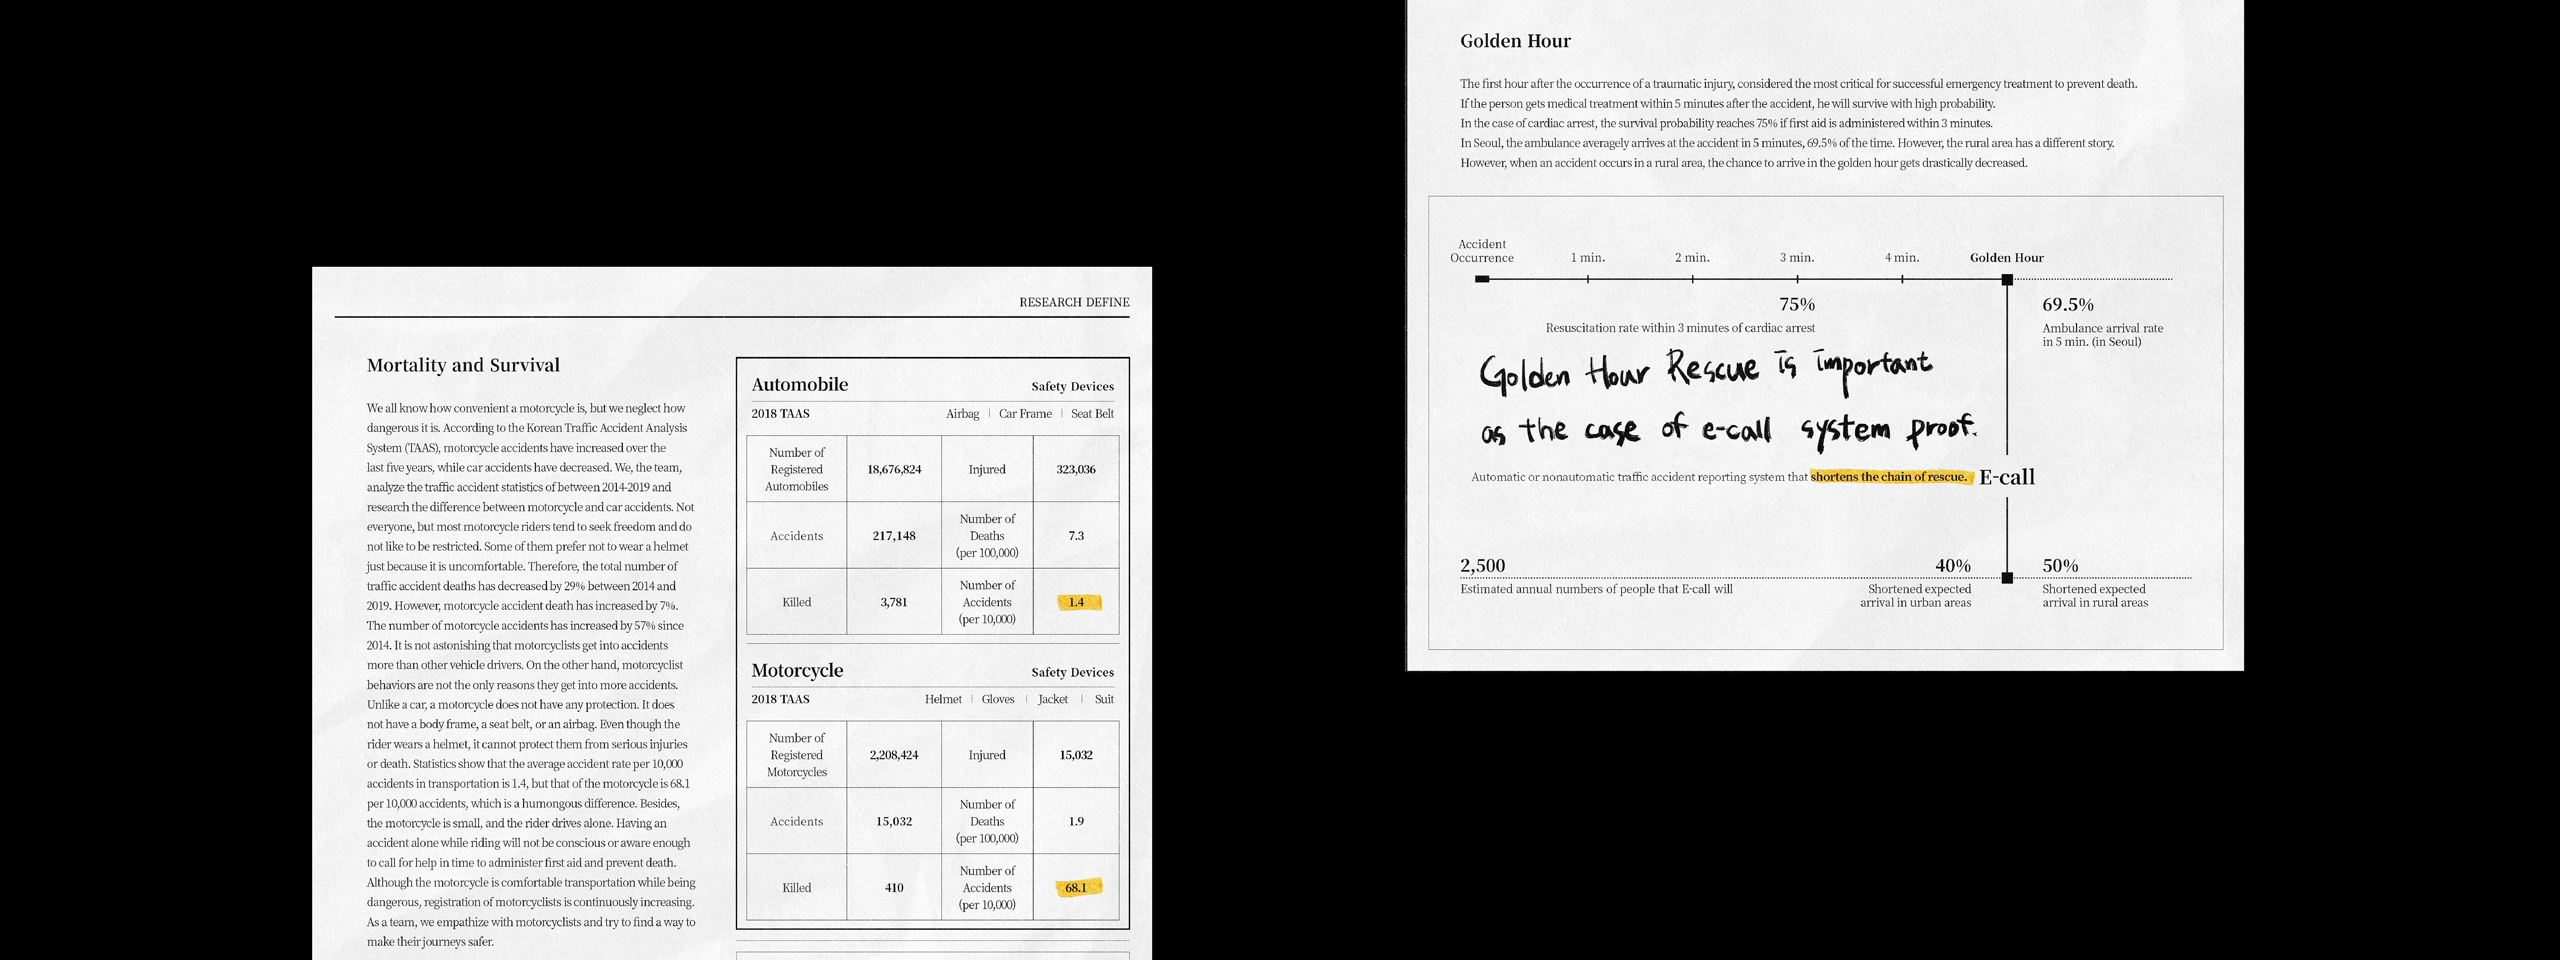 RESEARCH DEFINE
Mortality and Survival
We all know how convenient a motorcycle is, but we neglect how
dangerous it is. According to the Korean Traffic Accident Analysis
System (TAAS), motorcycle accidents have increased over the
last five years, while car accidents have decreased. We, the team,
analyze the traffic accident statistics of between 2014-2019 and
research the difference between motorcycle and car accidents. Not
everyone, but most motorcycle riders tend to seek freedom and do
not like to be restricted. Some of them prefer not to wear a helmet
just because it is uncomfortable. Therefore, the total number of
traffic accident deaths has decreased by 29% between 2014 and
2019. However, motorcycle accident death has increased by 7%.
The number of motorcycle accidents has increased by 57% since
2014. It is not astonishing that motorcyclists get into accidents
more than other vehicle drivers. On the other hand, motorcyclist
behaviors are not the only reasons they get into more accidents.
Unlike a car, a motorcycle does not have any protection. It does
not have a body frame, a seat belt, or an airbag. Even though the
rider wears a helmet, it cannot protect them from serious injuries
or death. Statistics show that the average accident rate per 10,000
accidents in transportation is 1.4, but that of the motorcycle is 68.1
per 10,000 accidents, which is a humongous difference. Besides,
the motorcycle is small, and the rider drives alone. Having an
accident alone while riding will not be conscious or aware enough
to call for help in time to administer first aid and prevent death.
Although the motorcycle is comfortable transportation while being
dangerous, registration of motorcyclists is continuously increasing.
As a team, we empathize with motorcyclists and try to find a way to
make their journeys safer.
Automobile Safety Devices
2018 TAAS Airbag | Car Frame | Seat Belt
Number of
Registered
Automobiles
18,676,824
Injured
323,036
Accidents
217,148
Number of
Deaths
(per 100,000)
7.3
Killed
3,781
Number of
Accidents
(per 10,000)
1.4
Motorcycle Safety Devices
2018 TAAS Helmet | Gloves | Jacket | Suit
Number of
Registered
Motorcycles
2,208,424
Injured
15,032
Accidents
15,032
Number of
Deaths
(per 100,000)
1.9
Killed
410
Number of
Accidents
(per 10,000)
68.1
Golden Hour
The first hour after the occurrence of a traumatic injury, considered the most critical for successful emergency treatment to prevent death.
If the person gets medical treatment within 5 minutes after the accident, he will survive with high probability.
In the case of cardiac arrest, the survival probability reaches 75% if first aid is administered within 3 minutes.
In Seoul, the ambulance averagely arrives at the accident in 5 minutes, 69.5% of the time. However, the rural area has a different story.
However, when an accident occurs in a rural area, the chance to arrive in the golden hour gets drastically decreased.
Accident
Occurrence
1 min.
2 min.
3 min.
4 min.
Golden Hour
75%
Resuscitation rate within 3 minutes of cardiac arrest
69.5%
Ambulance arrival rate
in 5 min. (in Seoul)
Golden Hour Rescue is important
as the case of e-call system proof.
Automatic or nonautomatic traffic accident reporting system that shortens the chain of rescue. E-call
2,500
Estimated annual numbers of people that E-call will
40%
Shortened expected
arrival in urban areas
50%
Shortened expected
arrival in rural areas